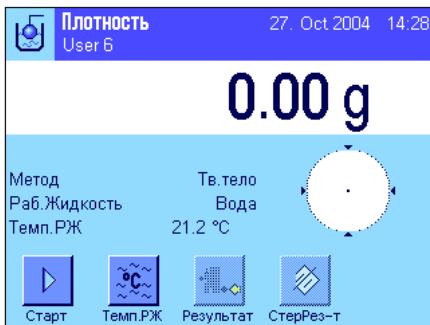 Плотность 27. Oct 2004 14:28
User 6
0.00 g
Метод Тв.тело
Раб.Жидкость Вода
Темп.РЖ 21.2 °C
°C
Старт Темп.РЖ Результат СтерРез-т